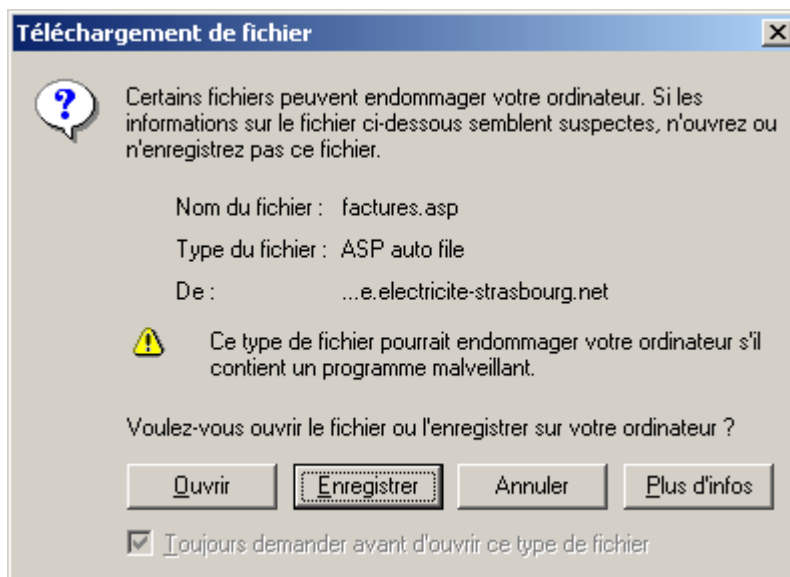 Téléchargement de fichier
Certains fichiers peuvent endommager votre ordinateur. Si les
informations sur le fichier ci-dessous semblent suspectes, n'ouvrez ou
n'enregistrez pas ce fichier.
Nom du fichier : factures.asp
Type du fichier : ASP auto file
De : ...e.electricite-strasbourg.net
Ce type de fichier pourrait endommager votre ordinateur s'il
contient un programme malveillant.
Voulez-vous ouvrir le fichier ou l'enregistrer sur votre ordinateur ?
Ouvrir Enregistrer Annuler Plus d'infos
Toujours demander avant d'ouvrir ce type de fichier